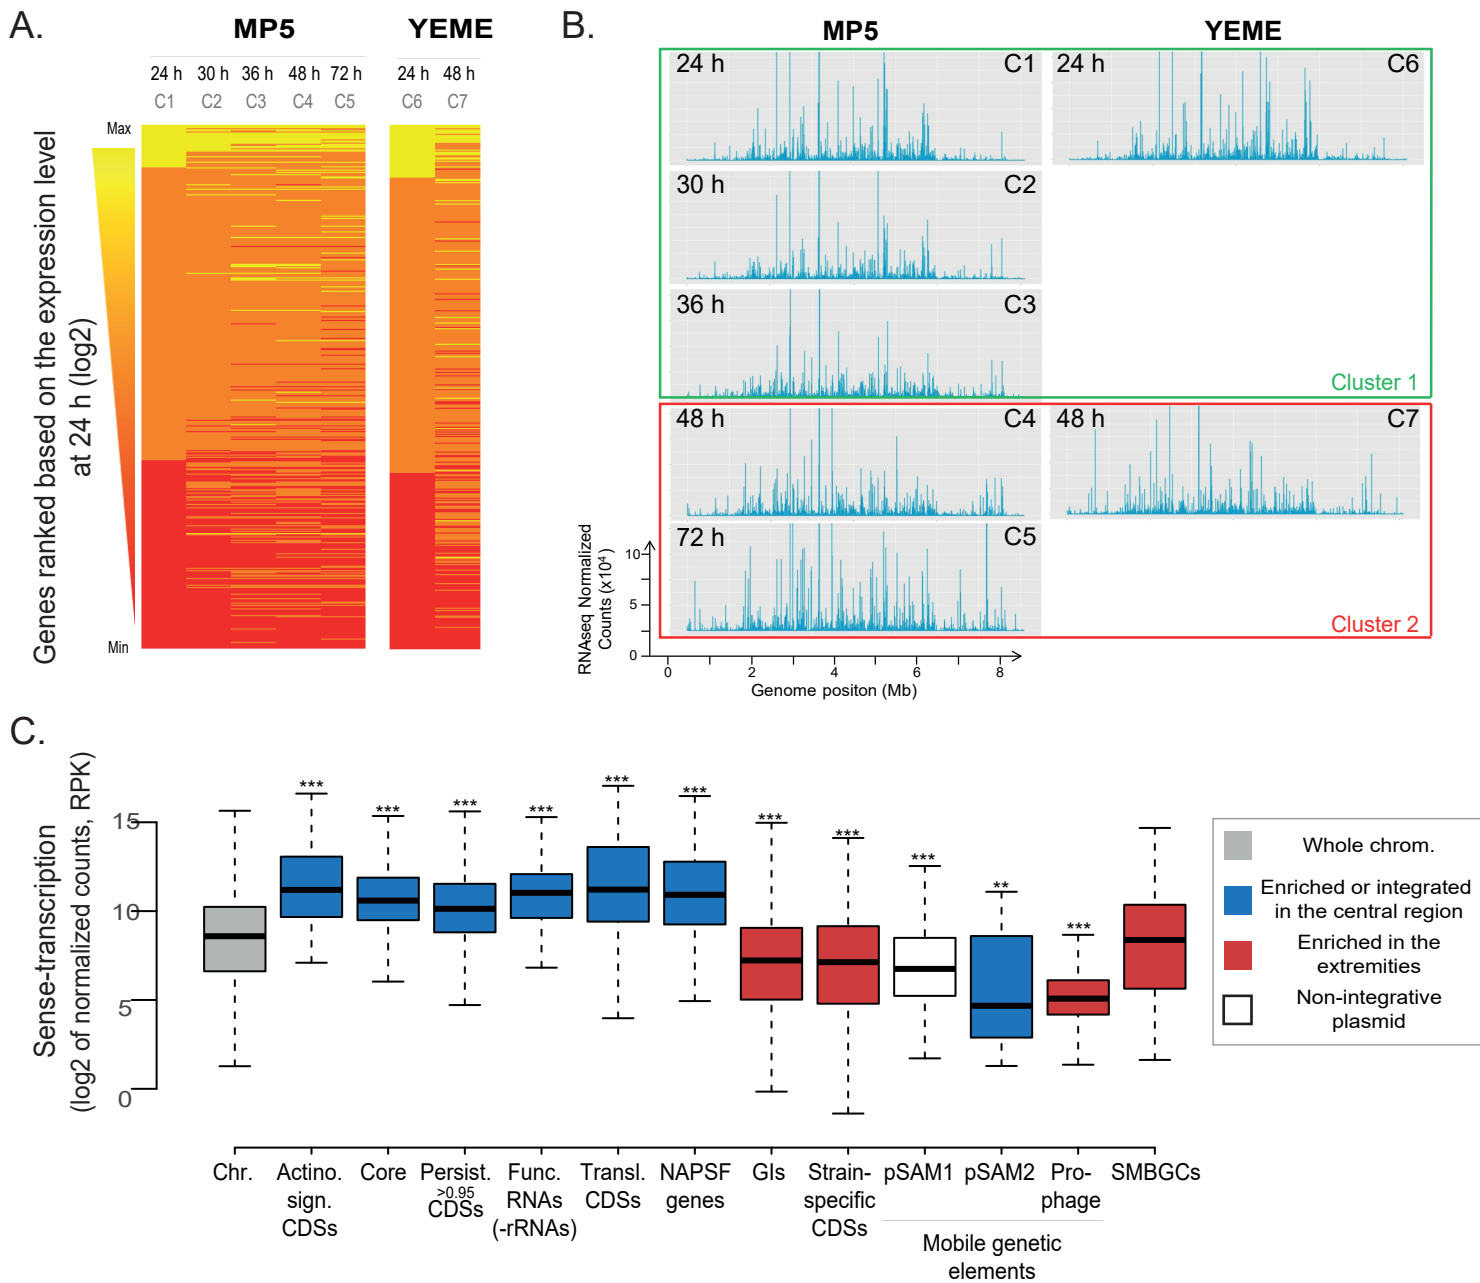 A.
MP5
YEME
24 h 30 h 36 h 48 h 72 h
24 h 48 h
C1 C2 C3 C4 C5
C6 C7
Genes ranked based on the expression level
at 24 h (log2)
Max
Min
B.
MP5
YEME
24 h C1
24 h C6
30 h C2
36 h C3
Cluster 1
48 h C4
48 h C7
72 h C5
Cluster 2
RNAseq Normalized
Counts (x10⁴)
10
5
0
0 2 4 6 8
Genome positon (Mb)
C.
Sense-transcription
(log2 of normalized counts, RPK)
15
10
5
0
*** *** *** *** *** *** *** *** *** ** ***
Chr.
Actino.
sign.
CDSs
Core
Persist.
>0.95
CDSs
Func.
RNAs
(-rRNAs)
Transl.
CDSs
NAPSF
genes
GIs
Strain-
specific
CDSs
pSAM1
pSAM2
Pro-
phage
SMBGCs
Mobile genetic
elements
Whole chrom.
Enriched or integrated
in the central region
Enriched in the
extremities
Non-integrative
plasmid